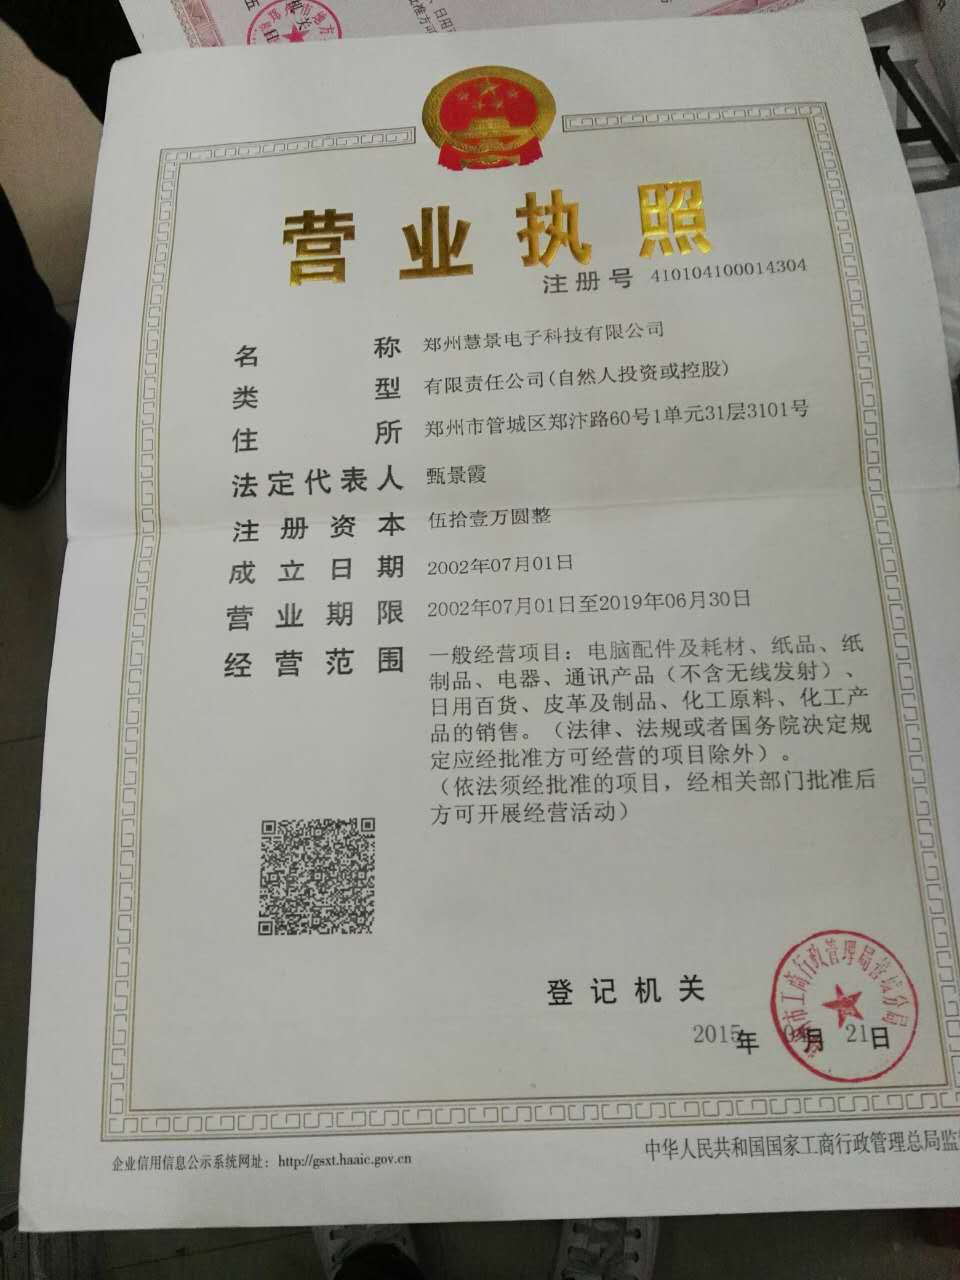 营业执照
注册号 410104100014304
名称 郑州慧景电子科技有限公司
类型 有限责任公司(自然人投资或控股)
住所 郑州市管城区郑汴路60号1单元31层3101号
法定代表人 甄景霞
注册资本 伍拾壹万圆整
成立日期 2002年07月01日
营业期限 2002年07月01日至2019年06月30日
经营范围 一般经营项目：电脑配件及耗材、纸品、纸
制品、电器、通讯产品（不含无线发射）、
日用百货、皮革及制品、化工原料、化工产
品的销售。（法律、法规或者国务院决定规
定应经批准方可经营的项目除外）。
（依法须经批准的项目，经相关部门批准后
方可开展经营活动）
登记机关
市工商行政管理局管城分局
2015年 月 21日
企业信用信息公示系统网址：http://gsxt.haaic.gov.cn
中华人民共和国国家工商行政管理总局监